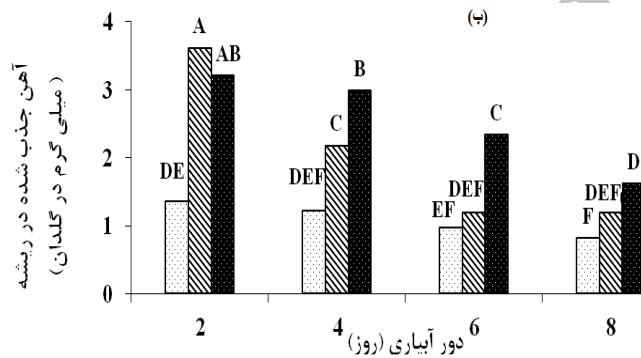 (ب)
آهن جذب شده در ریشه
(میلی گرم در گلدان)
4
3
2
1
0
DE
A
AB
DEF
C
B
EF
DEF
C
F
DEF
D
2
4
6
8
دور آبیاری (روز)